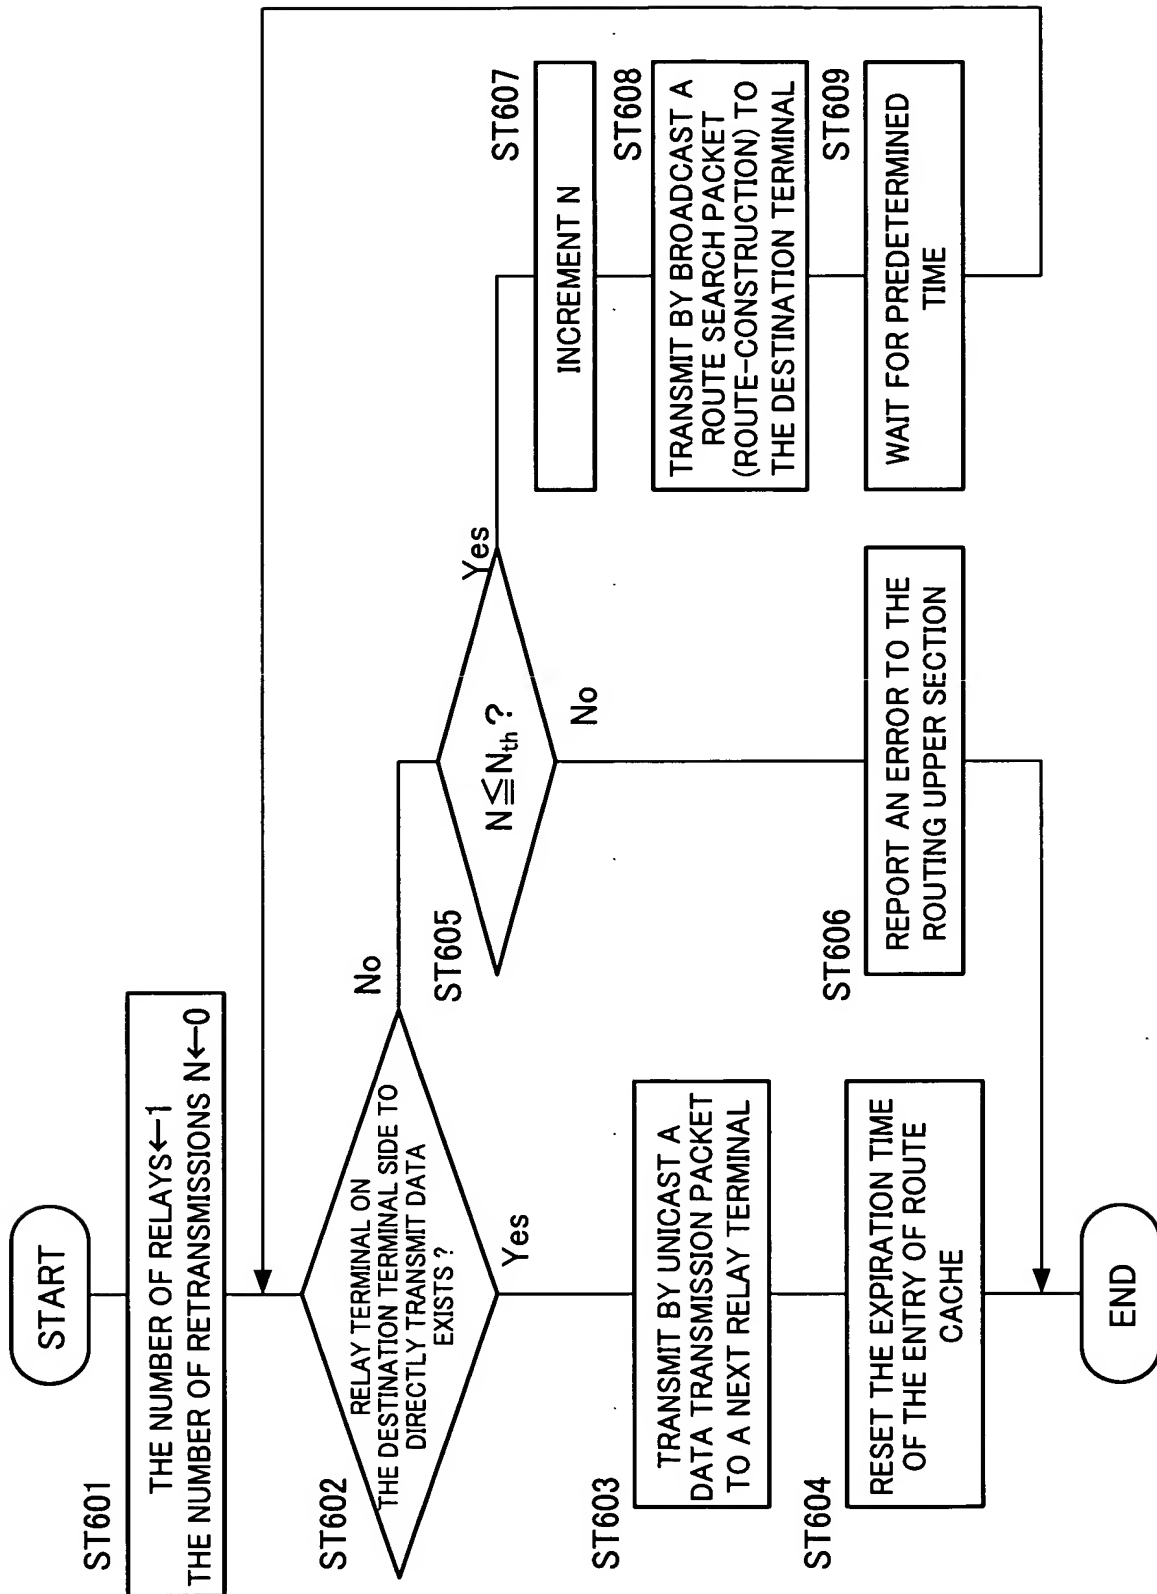 START
ST601
THE NUMBER OF RELAYS←1
THE NUMBER OF RETRANSMISSIONS N←0
ST602
RELAY TERMINAL ON
THE DESTINATION TERMINAL SIDE TO
DIRECTLY TRANSMIT DATA
EXISTS ?
No
Yes
ST603
TRANSMIT BY UNICAST A
DATA TRANSMISSION PACKET
TO A NEXT RELAY TERMINAL
ST604
RESET THE EXPIRATION TIME
OF THE ENTRY OF ROUTE
CACHE
END
ST605
N≦Nth ?
Yes
No
ST606
REPORT AN ERROR TO THE
ROUTING UPPER SECTION
ST607
INCREMENT N
ST608
TRANSMIT BY BROADCAST A
ROUTE SEARCH PACKET
(ROUTE-CONSTRUCTION) TO
THE DESTINATION TERMINAL
ST609
WAIT FOR PREDETERMINED
TIME